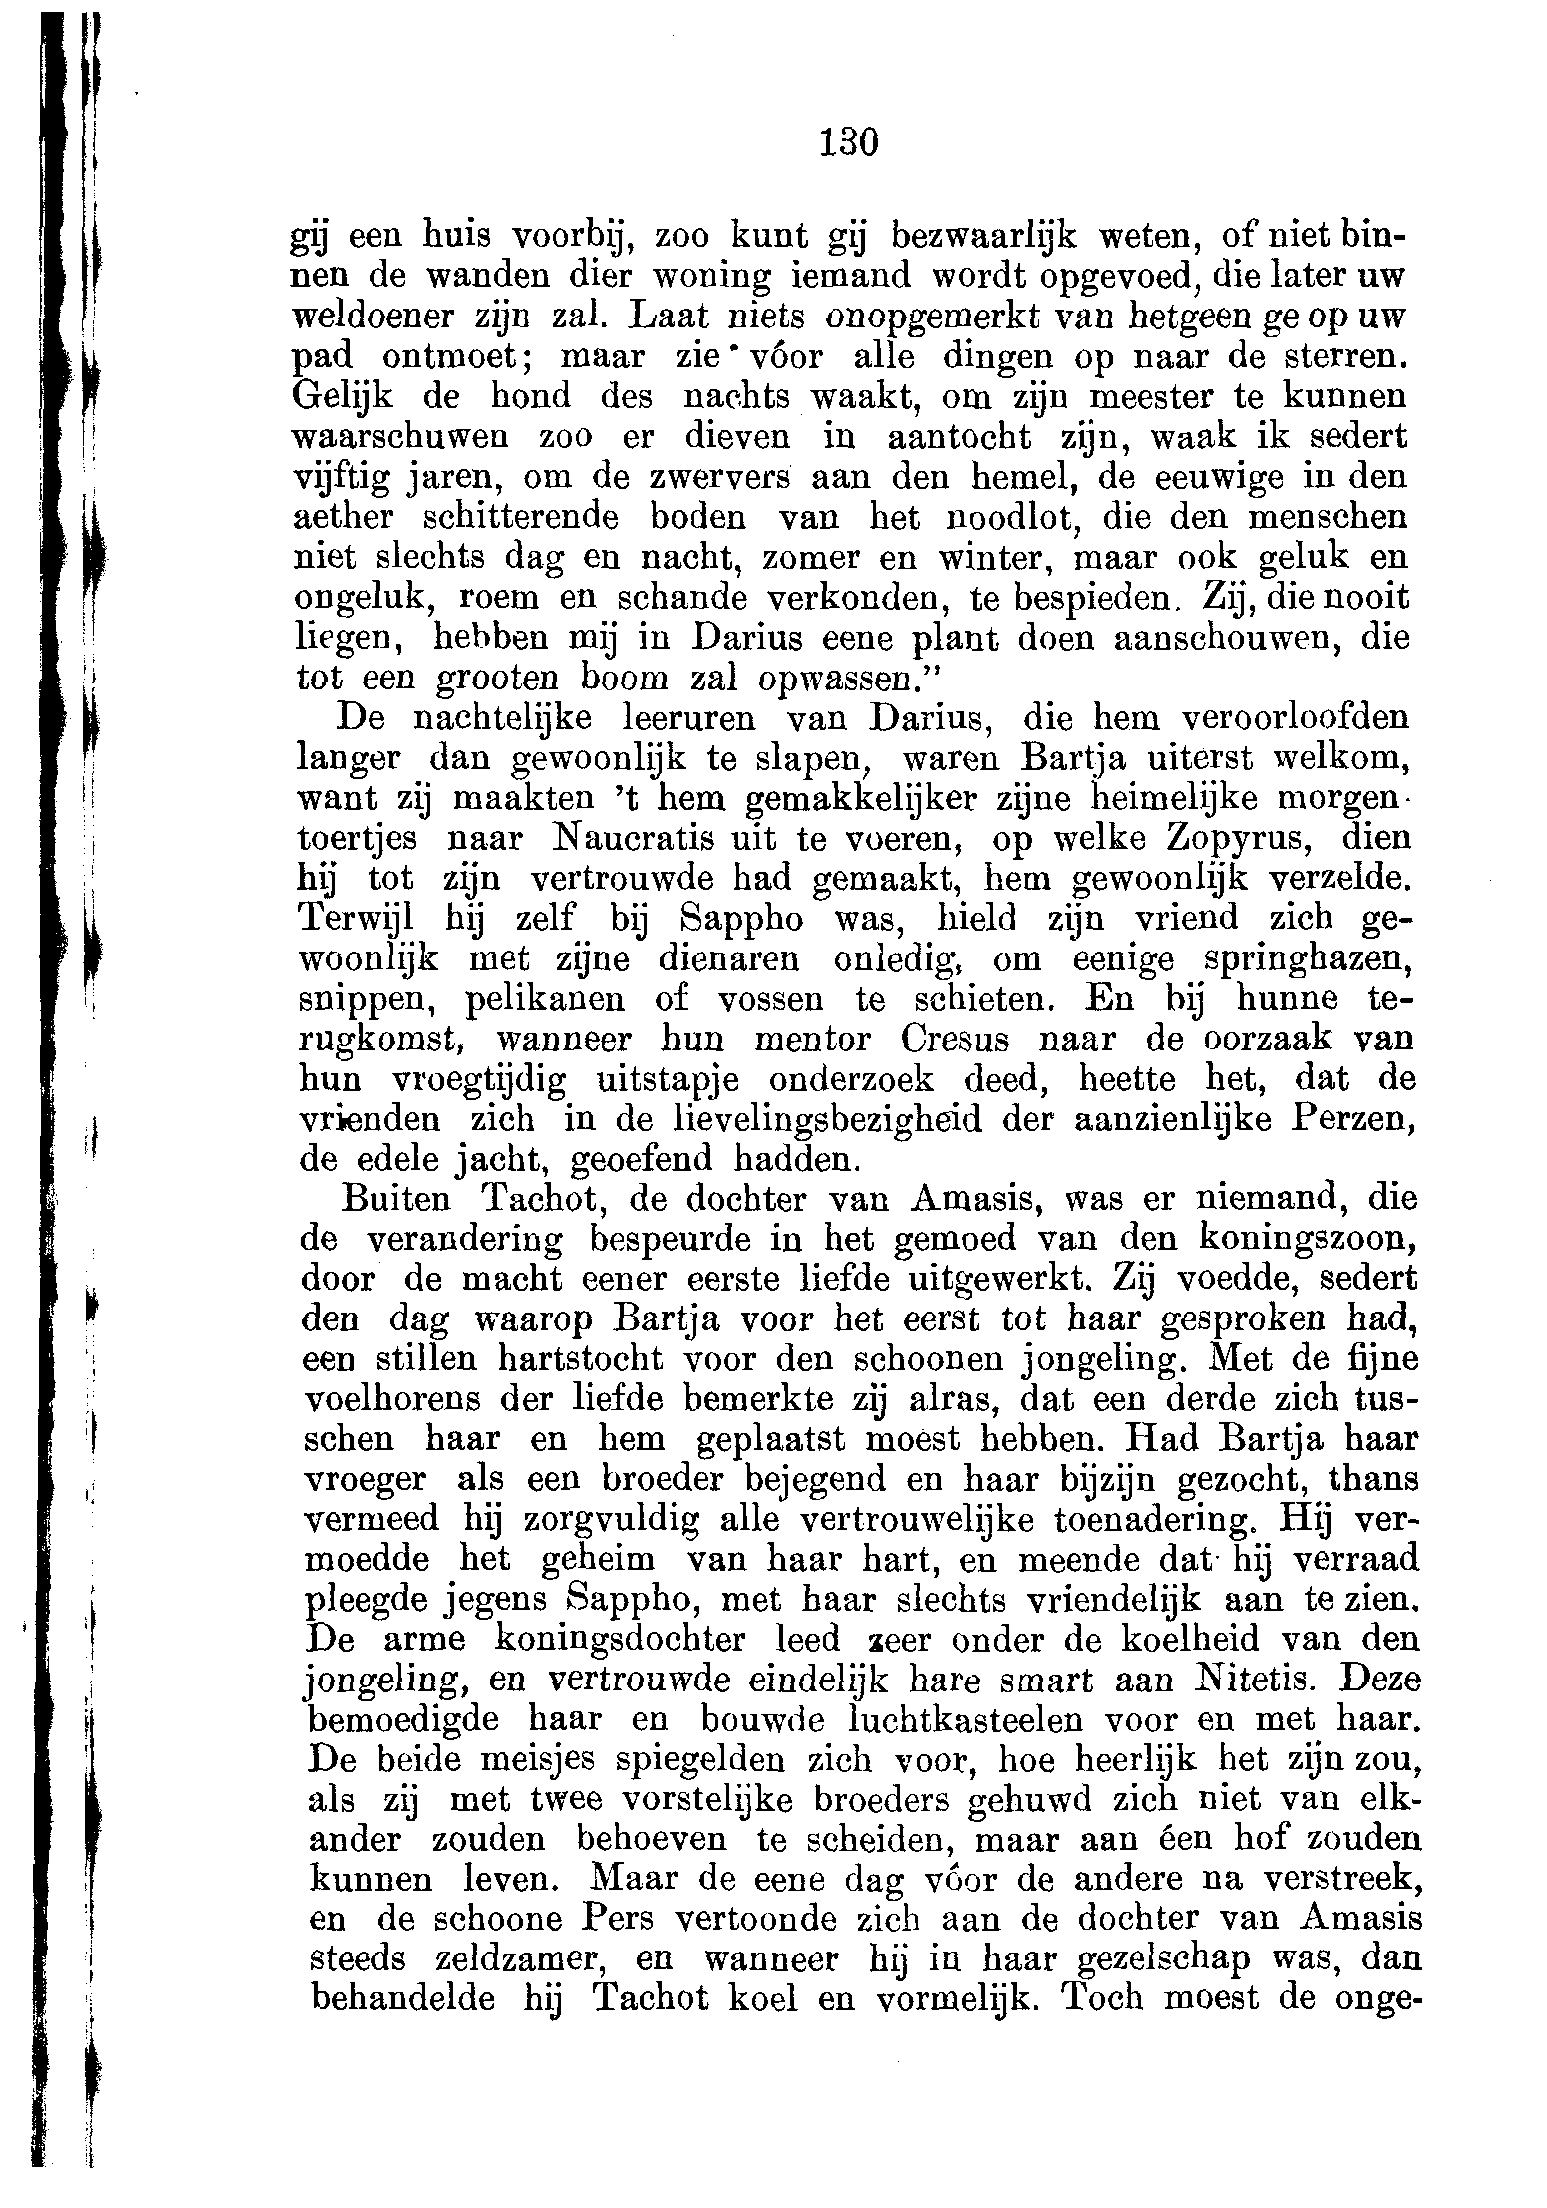 130
gij een huis voorbij, zoo kunt gij bezwaarlijk weten, of niet bin-
nen de wanden dier woning iemand wordt opgevoed, die later uw
weldoener zijn zal. Laat niets onopgemerkt van hetgeen ge op uw
pad ontmoet; maar zie vóor alle dingen op naar de sterren.
Gelijk de hond des nachts waakt, om zijn meester te kunnen
waarschuwen zoo er dieven in aantocht zijn, waak ik sedert
vijftig jaren, om de zwervers aan den hemel, de eeuwige in den
aether schitterende boden van het noodlot, die den menschen
niet slechts dag en nacht, zomer en winter, maar ook geluk en
ongeluk, roem en schande verkonden, te bespieden. Zij, die nooit
liegen, hebben mij in Darius eene plant doen aanschouwen, die
tot een grooten boom zal opwassen."
De nachtelijke leeruren van Darius, die hem veroorloofden
langer dan gewoonlijk te slapen, waren Bartja uiterst welkom,
want zij maakten 't hem gemakkelijker zijne heimelijke morgen-
toertjes naar Naucratis uit te voeren, op welke Zopyrus, dien
hij tot zijn vertrouwde had gemaakt, hem gewoonlijk verzelde.
Terwijl hij zelf bij Sappho was, hield zijn vriend zich ge-
woonlijk met zijne dienaren onledig, om eenige springhazen,
snippen, pelikanen of vossen te schieten. En bij hunne te-
rugkomst, wanneer hun mentor Cresus naar de oorzaak van
hun vroegtijdig uitstapje onderzoek deed, heette het, dat de
vrienden zich in de lievelingsbezigheid der aanzienlijke Perzen,
de edele jacht, geoefend hadden.
Buiten Tachot, de dochter van Amasis, was er niemand, die
de verandering bespeurde in het gemoed van den koningszoon,
door de macht eener eerste liefde uitgewerkt. Zij voedde, sedert
den dag waarop Bartja voor het eerst tot haar gesproken had,
een stillen hartstocht voor den schoonen jongeling. Met de fijne
voelhorens der liefde bemerkte zij alras, dat een derde zich tus-
schen haar en hem geplaatst moest hebben. Had Bartja haar
vroeger als een broeder bejegend en haar bijzijn gezocht, thans
vermeed hij zorgvuldig alle vertrouwelijke toenadering. Hij ver-
moedde het geheim van haar hart, en meende dat hij verraad
pleegde jegens Sappho, met haar slechts vriendelijk aan te zien.
De arme koningsdochter leed zeer onder de koelheid van den
jongeling, en vertrouwde eindelijk hare smart aan Nitetis. Deze
bemoedigde haar en bouwde luchtkasteelen voor en met haar.
De beide meisjes spiegelden zich voor, hoe heerlijk het zijn zou,
als zij met twee vorstelijke broeders gehuwd zich niet van elk-
ander zouden behoeven te scheiden, maar aan éen hof zouden
kunnen leven. Maar de eene dag vóor de andere na verstreek,
en de schoone Pers vertoonde zich aan de dochter van Amasis
steeds zeldzamer, en wanneer hij in haar gezelschap was, dan
behandelde hij Tachot koel en vormelijk. Toch moest de onge-